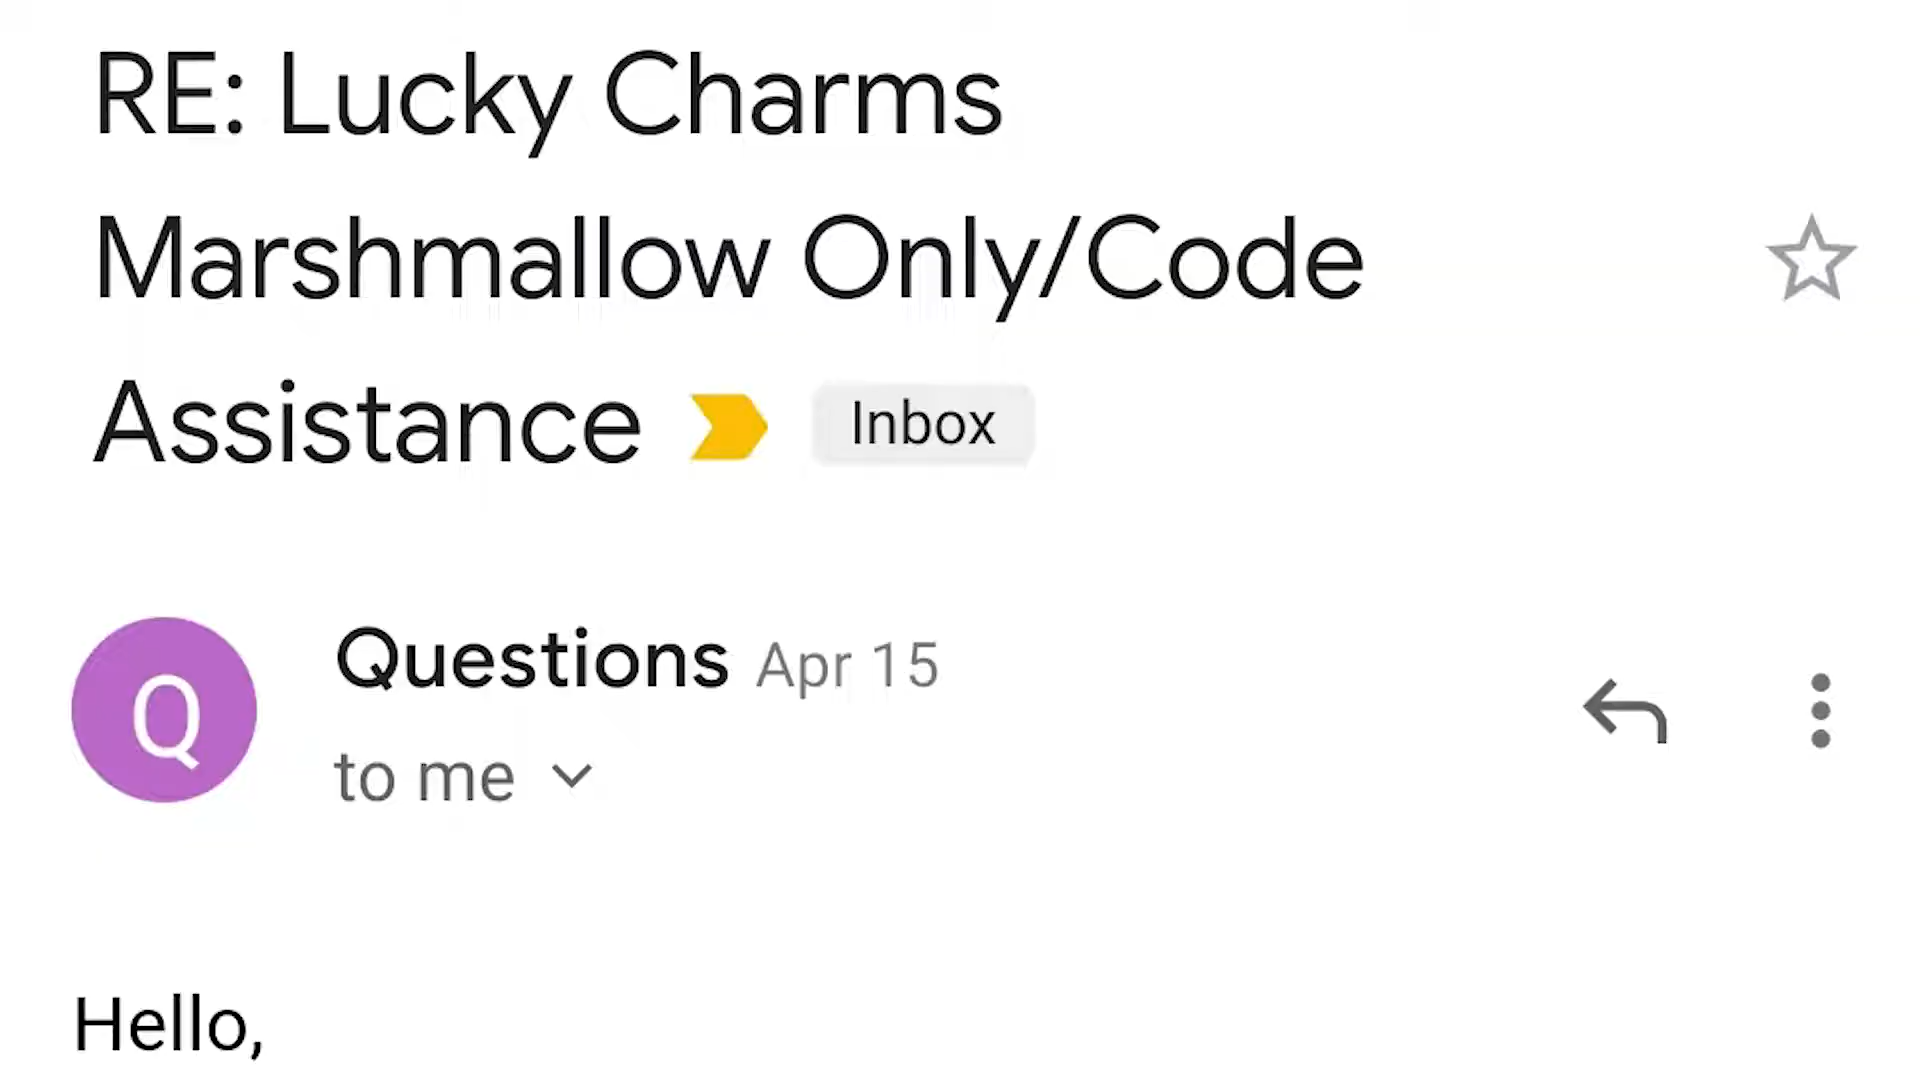 RE: Lucky Charms
Marshmallow Only/Code
Assistance Inbox
Q
Questions Apr 15
to me
Hello,